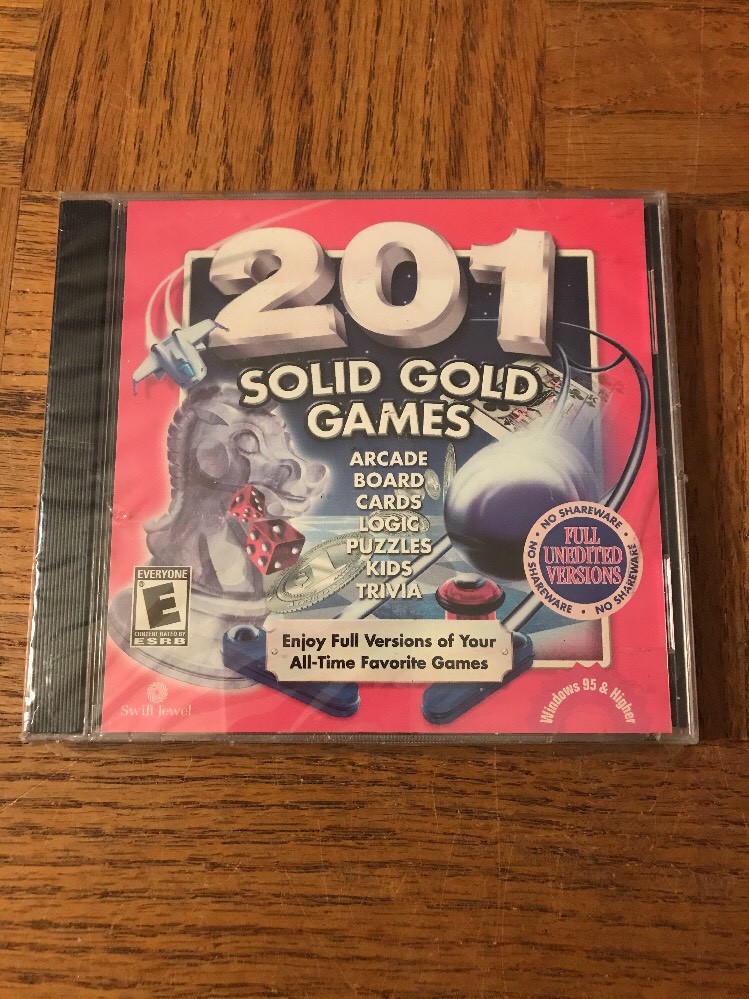 201
SOLID GOLD
GAMES
ARCADE
BOARD
CARDS
LOGIC
PUZZLES
KIDS
TRIVIA
• NO SHAREWARE • NO SHAREWARE • NO SHAREWARE
FULL
UNEDITED
VERSIONS
EVERYONE
E
CONTENT RATED BY
ESRB
Enjoy Full Versions of Your
All-Time Favorite Games
Swift Jewel
Windows 95 & Higher